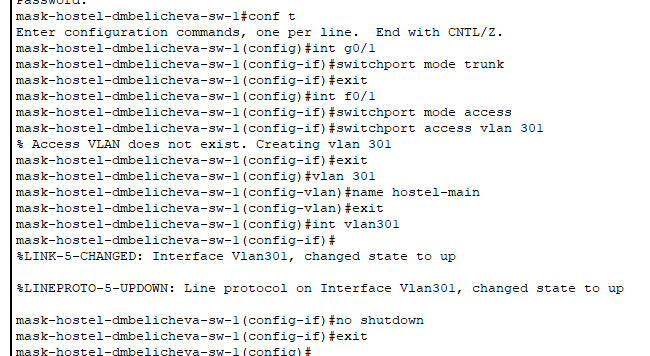 Password:
mask-hostel-dmbelicheva-sw-1#conf t
Enter configuration commands, one per line.  End with CNTL/Z.
mask-hostel-dmbelicheva-sw-1(config)#int g0/1
mask-hostel-dmbelicheva-sw-1(config-if)#switchport mode trunk
mask-hostel-dmbelicheva-sw-1(config-if)#exit
mask-hostel-dmbelicheva-sw-1(config)#int f0/1
mask-hostel-dmbelicheva-sw-1(config-if)#switchport mode access
mask-hostel-dmbelicheva-sw-1(config-if)#switchport access vlan 301
% Access VLAN does not exist. Creating vlan 301
mask-hostel-dmbelicheva-sw-1(config-if)#exit
mask-hostel-dmbelicheva-sw-1(config)#vlan 301
mask-hostel-dmbelicheva-sw-1(config-vlan)#name hostel-main
mask-hostel-dmbelicheva-sw-1(config-vlan)#exit
mask-hostel-dmbelicheva-sw-1(config)#int vlan301
mask-hostel-dmbelicheva-sw-1(config-if)#
%LINK-5-CHANGED: Interface Vlan301, changed state to up
%LINEPROTO-5-UPDOWN: Line protocol on Interface Vlan301, changed state to up
mask-hostel-dmbelicheva-sw-1(config-if)#no shutdown
mask-hostel-dmbelicheva-sw-1(config-if)#exit
mask-hostel-dmbelicheva-sw-1(config)#